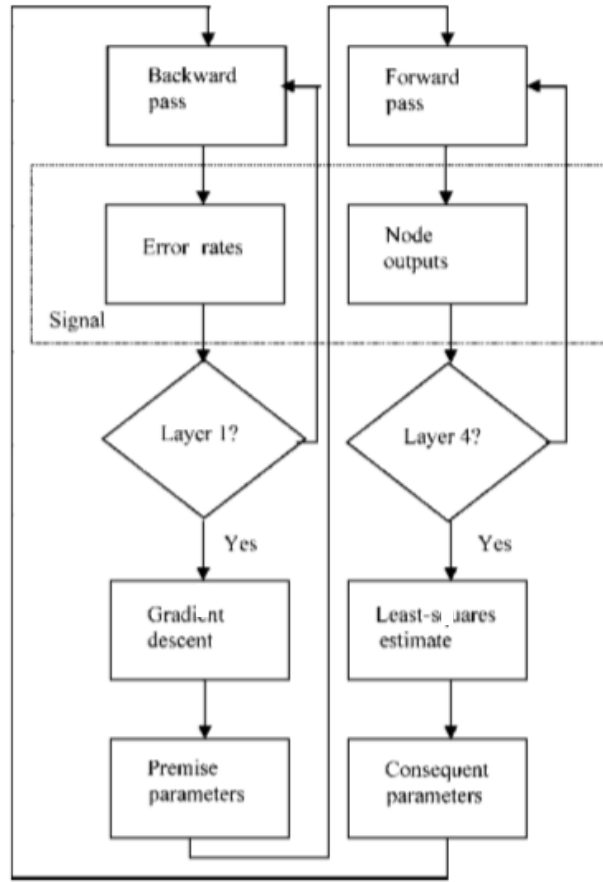 Backward
pass
Forward
pass
Error rates
Node
outputs
Signal
Layer 1?
Layer 4?
Yes
Yes
Gradient
descent
Least-squares
estimate
Premise
parameters
Consequent
parameters